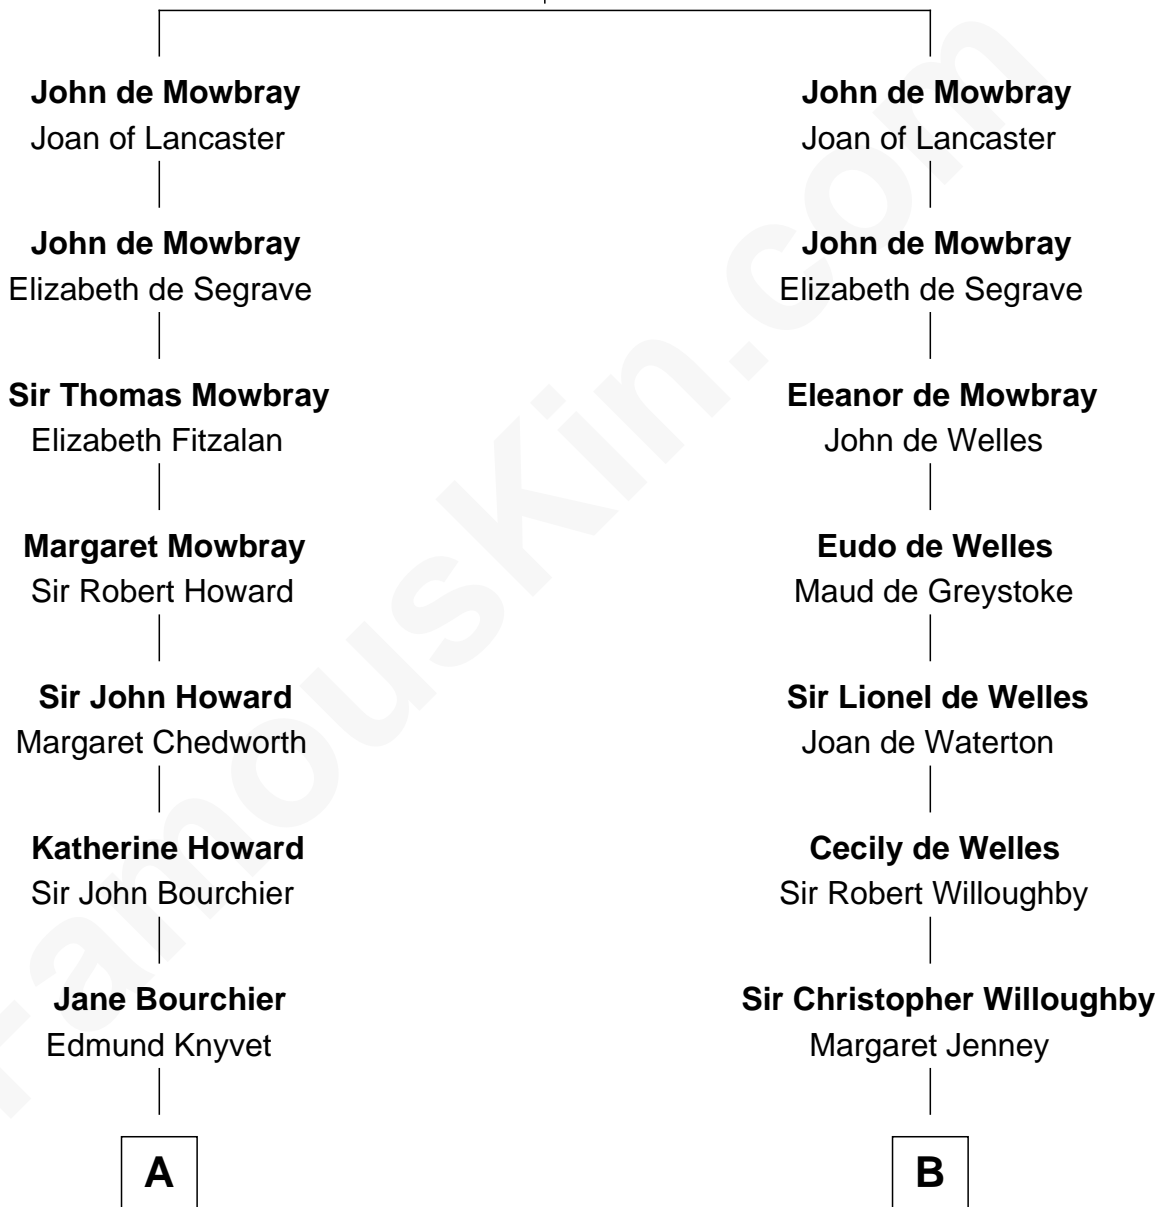 John de Mowbray
Joan of Lancaster
John de Mowbray
Elizabeth de Segrave
Sir Thomas Mowbray
Elizabeth Fitzalan
Margaret Mowbray
Sir Robert Howard
Sir John Howard
Margaret Chedworth
Katherine Howard
Sir John Bourchier
Jane Bourchier
Edmund Knyvet
A
John de Mowbray
Joan of Lancaster
John de Mowbray
Elizabeth de Segrave
Eleanor de Mowbray
John de Welles
Eudo de Welles
Maud de Greystoke
Sir Lionel de Welles
Joan de Waterton
Cecily de Welles
Sir Robert Willoughby
Sir Christopher Willoughby
Margaret Jenney
B
FamousKin.com